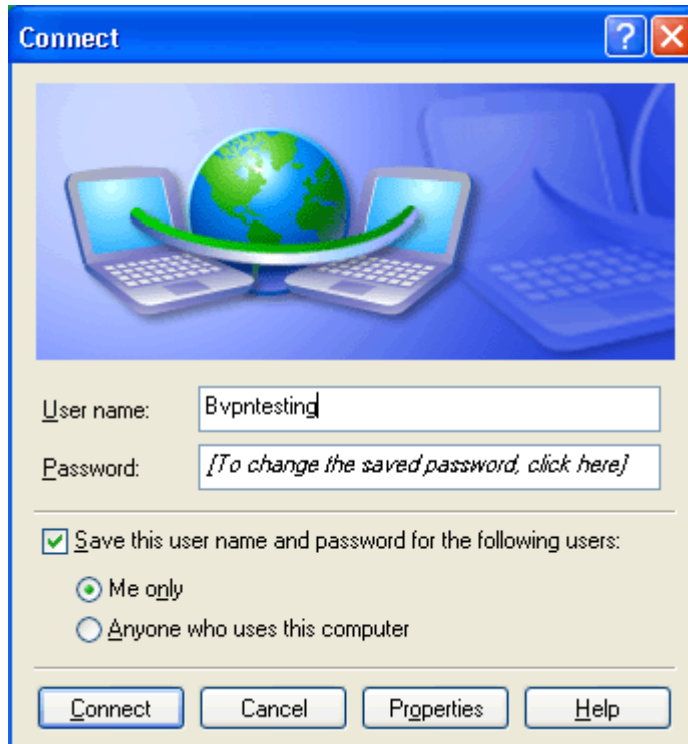 Connect
User name:
Bvpntesting
Password:
[To change the saved password, click here]
Save this user name and password for the following users:
Me only
Anyone who uses this computer
Connect Cancel Properties Help